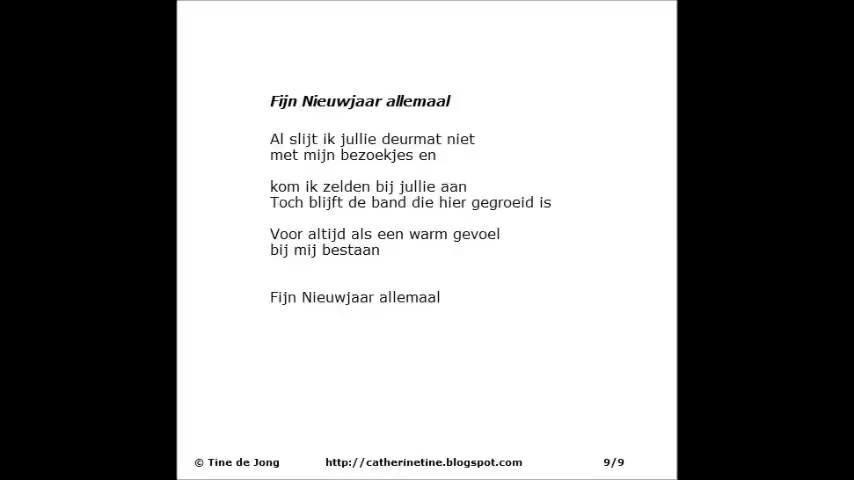 Fijn Nieuwjaar allemaal
Al slijt ik jullie deurmat niet
met mijn bezoekjes en
kom ik zelden bij jullie aan
Toch blijft de band die hier gegroeid is
Voor altijd als een warm gevoel
bij mij bestaan
Fijn Nieuwjaar allemaal
© Tine de Jong http://catherinetine.blogspot.com 9/9